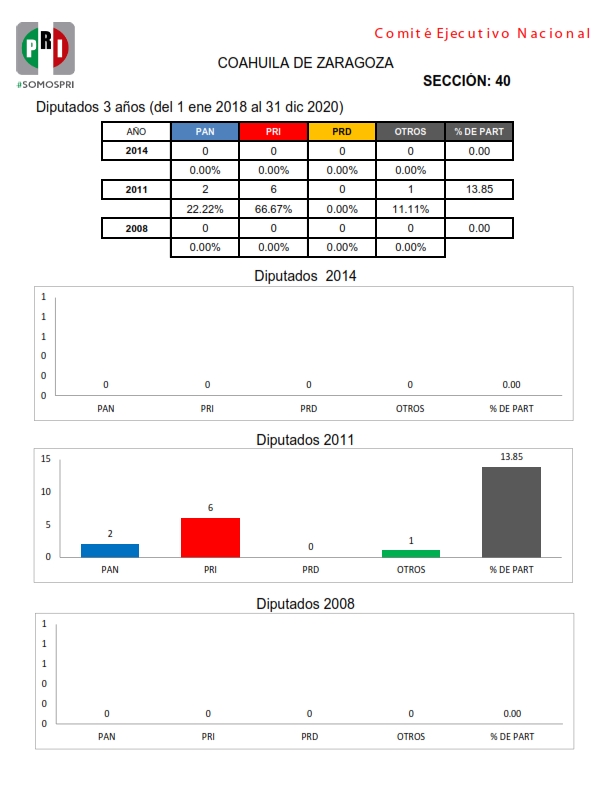 Comité Ejecutivo Nacional
PRI
#SOMOSPRI
COAHUILA DE ZARAGOZA
SECCIÓN: 40
Diputados 3 años (del 1 ene 2018 al 31 dic 2020)
AÑO PAN PRI PRD OTROS % DE PART
2014 0 0 0 0 0.00
0.00% 0.00% 0.00% 0.00%
2011 2 6 0 1 13.85
22.22% 66.67% 0.00% 11.11%
2008 0 0 0 0 0.00
0.00% 0.00% 0.00% 0.00%
Diputados 2014
1
1
1
0
0
0
0 0 0 0 0.00
PAN PRI PRD OTROS % DE PART
Diputados 2011
15
10
5
0
2 6 0 1 13.85
PAN PRI PRD OTROS % DE PART
Diputados 2008
1
1
1
0
0
0
0 0 0 0 0.00
PAN PRI PRD OTROS % DE PART